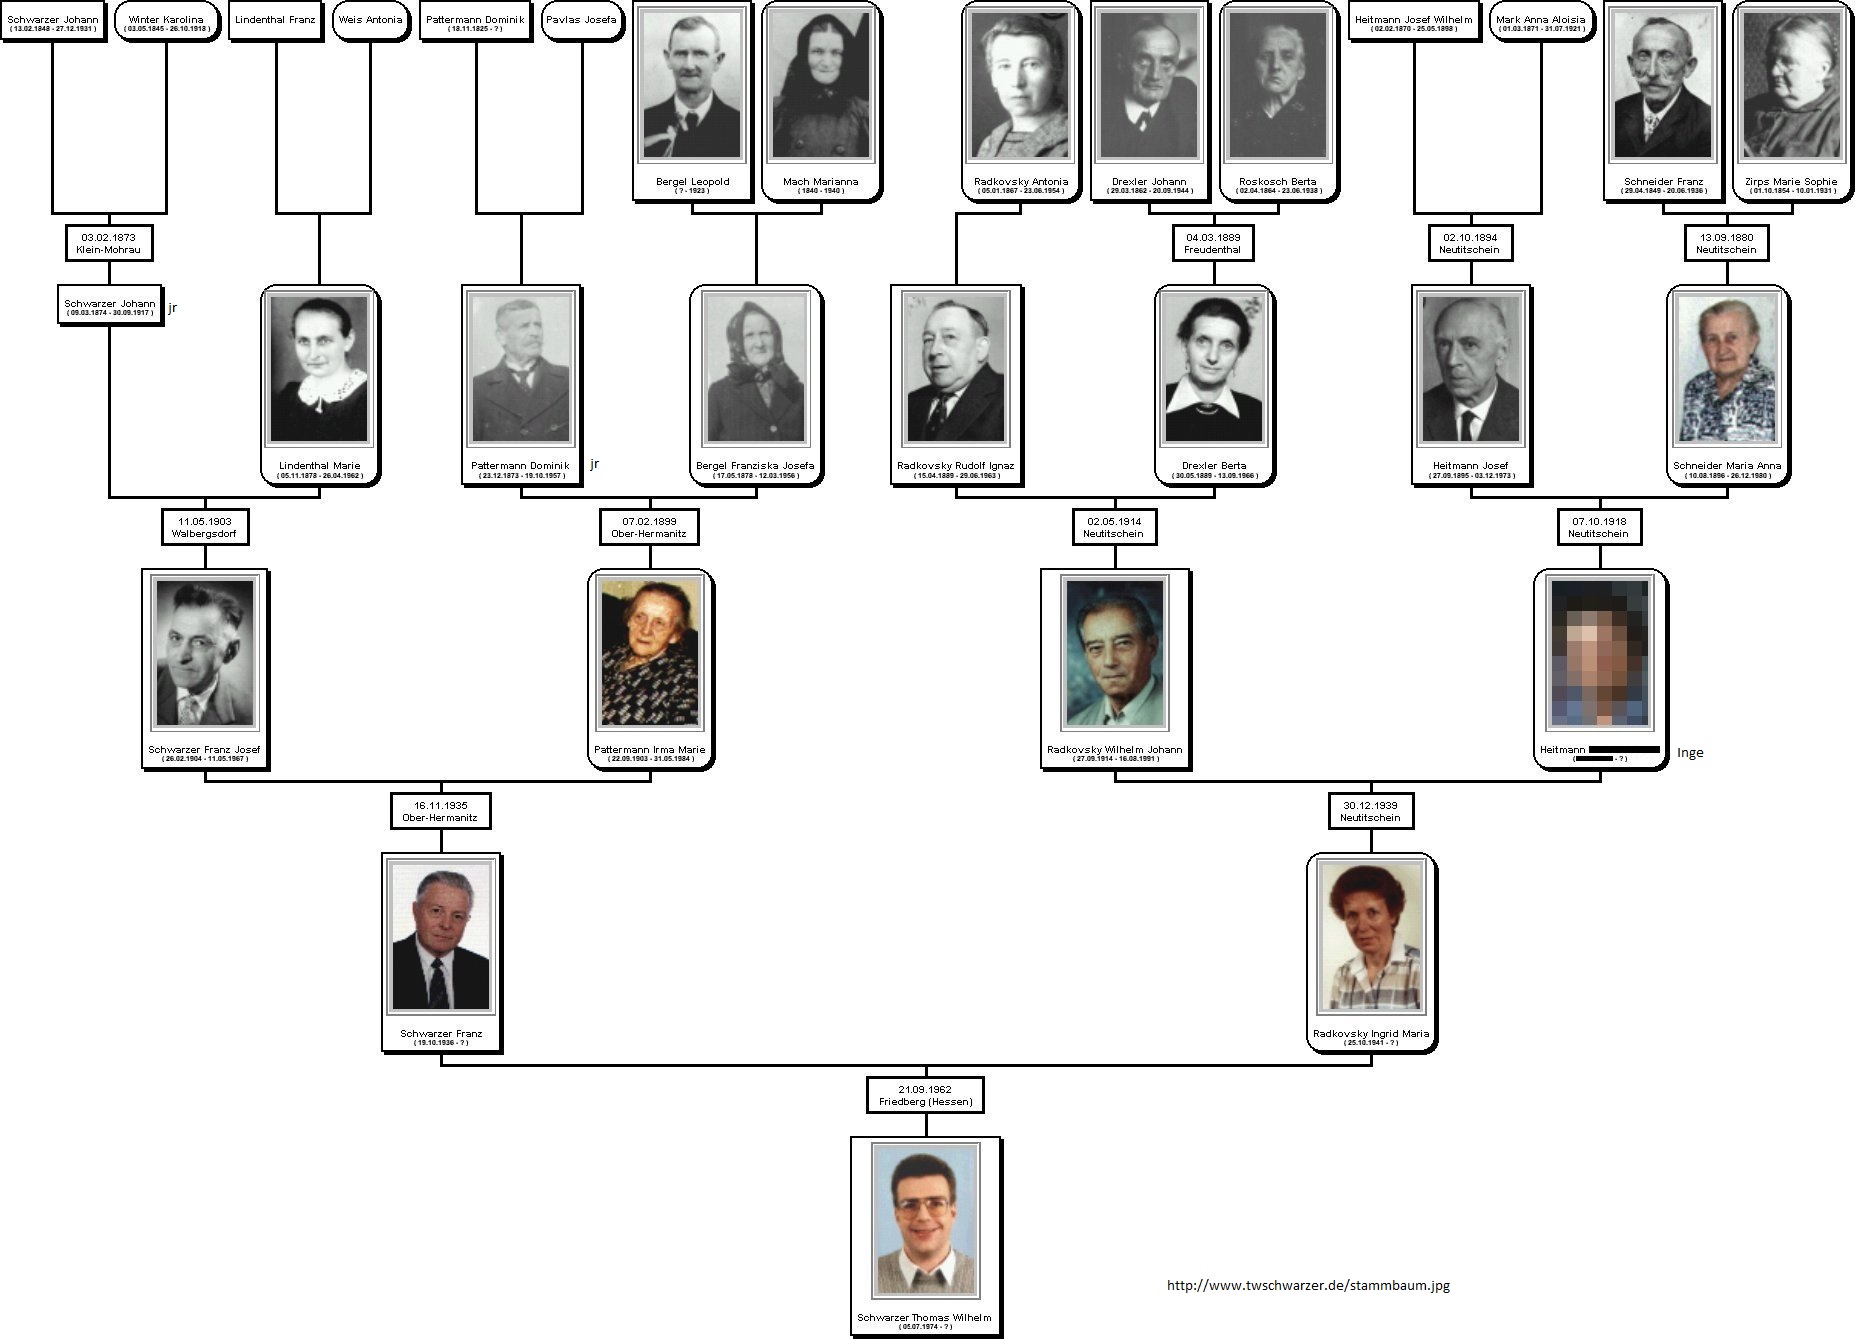 Schwarzer Johann
( 13.02.1848 - 27.12.1931 )
Winter Karolina
( 03.05.1845 - 26.10.1918 )
Lindenthal Franz
Weis Antonia
Pattermann Dominik
( 18.11.1825 - ? )
Pavlas Josefa
Bergel Leopold
( ? - 1923 )
Mach Marianna
( 1840 - 1940 )
Radkovsky Antonia
( 05.01.1867 - 23.06.1954 )
Drexler Johann
( 29.03.1862 - 20.09.1944 )
Roskosch Berta
( 02.04.1864 - 23.06.1938 )
Heitmann Josef Wilhelm
( 02.02.1870 - 25.05.1898 )
Mark Anna Aloisia
( 01.03.1871 - 31.07.1921 )
Schneider Franz
( 29.04.1849 - 20.06.1936 )
Zirps Marie Sophie
( 01.10.1854 - 10.01.1931 )
03.02.1873
Klein-Mohrau
04.03.1889
Freudenthal
02.10.1894
Neutitschein
13.09.1880
Neutitschein
Schwarzer Johann
( 09.03.1874 - 30.09.1917 )
jr
Lindenthal Marie
( 05.11.1878 - 26.04.1962 )
Pattermann Dominik
( 23.12.1873 - 19.10.1957 )
jr
Bergel Franziska Josefa
( 17.05.1878 - 12.03.1956 )
Radkovsky Rudolf Ignaz
( 15.04.1889 - 29.06.1963 )
Drexler Berta
( 30.05.1889 - 13.09.1966 )
Heitmann Josef
( 27.09.1895 - 03.12.1973 )
Schneider Maria Anna
( 10.08.1896 - 26.12.1980 )
11.05.1903
Walbergsdorf
07.02.1899
Ober-Hermanitz
02.05.1914
Neutitschein
07.10.1918
Neutitschein
Schwarzer Franz Josef
( 26.02.1904 - 11.05.1967 )
Pattermann Irma Marie
( 22.09.1903 - 31.05.1984 )
Radkovsky Wilhelm Johann
( 27.09.1914 - 16.08.1991 )
Heitmann
( - ? )
Inge
16.11.1935
Ober-Hermanitz
30.12.1939
Neutitschein
Schwarzer Franz
( 19.10.1936 - ? )
Radkovsky Ingrid Maria
( 25.10.1941 - ? )
21.09.1962
Friedberg (Hessen)
Schwarzer Thomas Wilhelm
( 05.07.1974 - ? )
http://www.twschwarzer.de/stammbaum.jpg